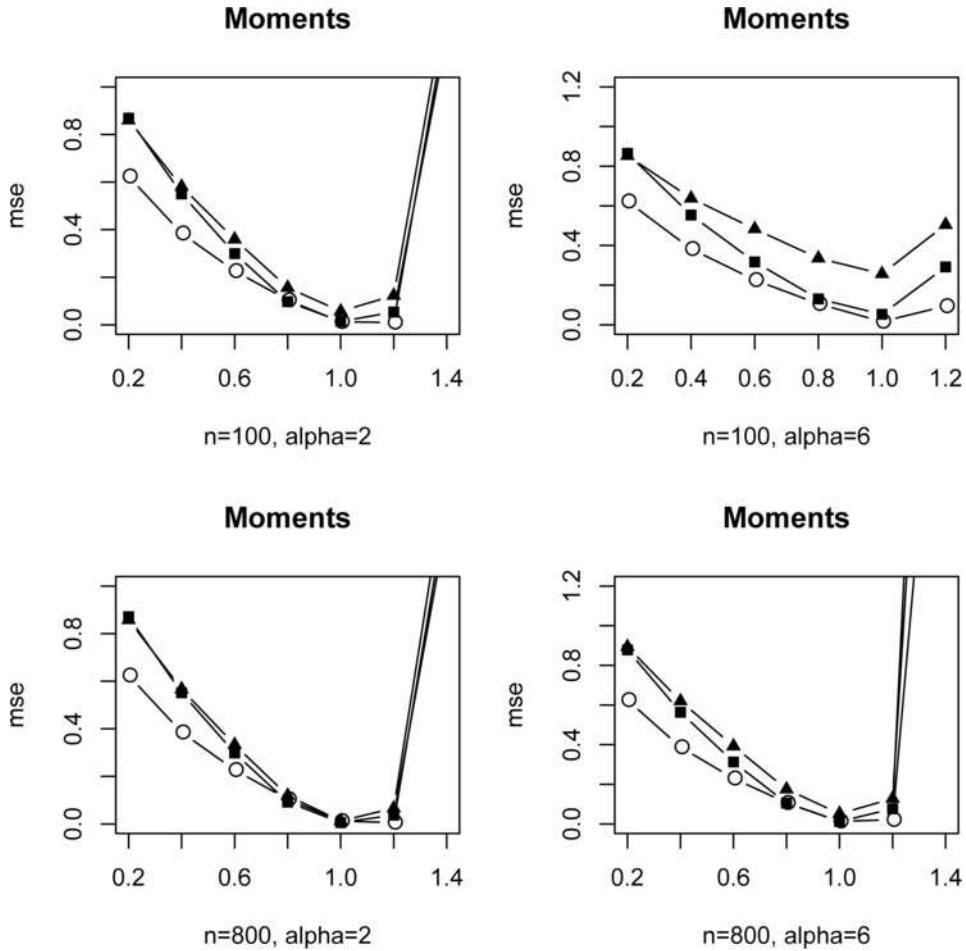 Moments
mse
0.0 0.4 0.8
0.2 0.6 1.0 1.4
n=100, alpha=2
Moments
mse
0.0 0.4 0.8 1.2
0.2 0.4 0.6 0.8 1.0 1.2
n=100, alpha=6
Moments
mse
0.0 0.4 0.8
0.2 0.6 1.0 1.4
n=800, alpha=2
Moments
mse
0.0 0.4 0.8 1.2
0.2 0.6 1.0 1.4
n=800, alpha=6